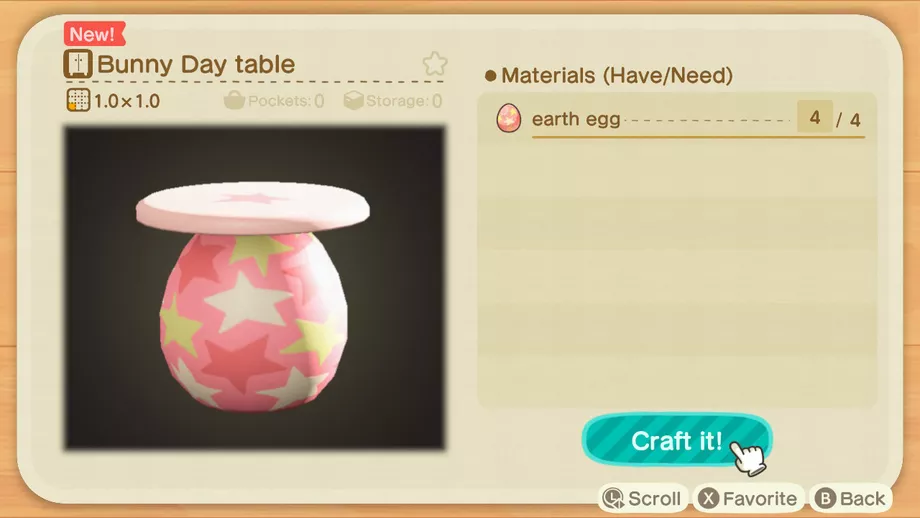 New!
Bunny Day table
1.0×1.0 Pockets: 0 Storage: 0
Materials (Have/Need)
earth egg 4 / 4
Craft it!
L Scroll X Favorite B Back